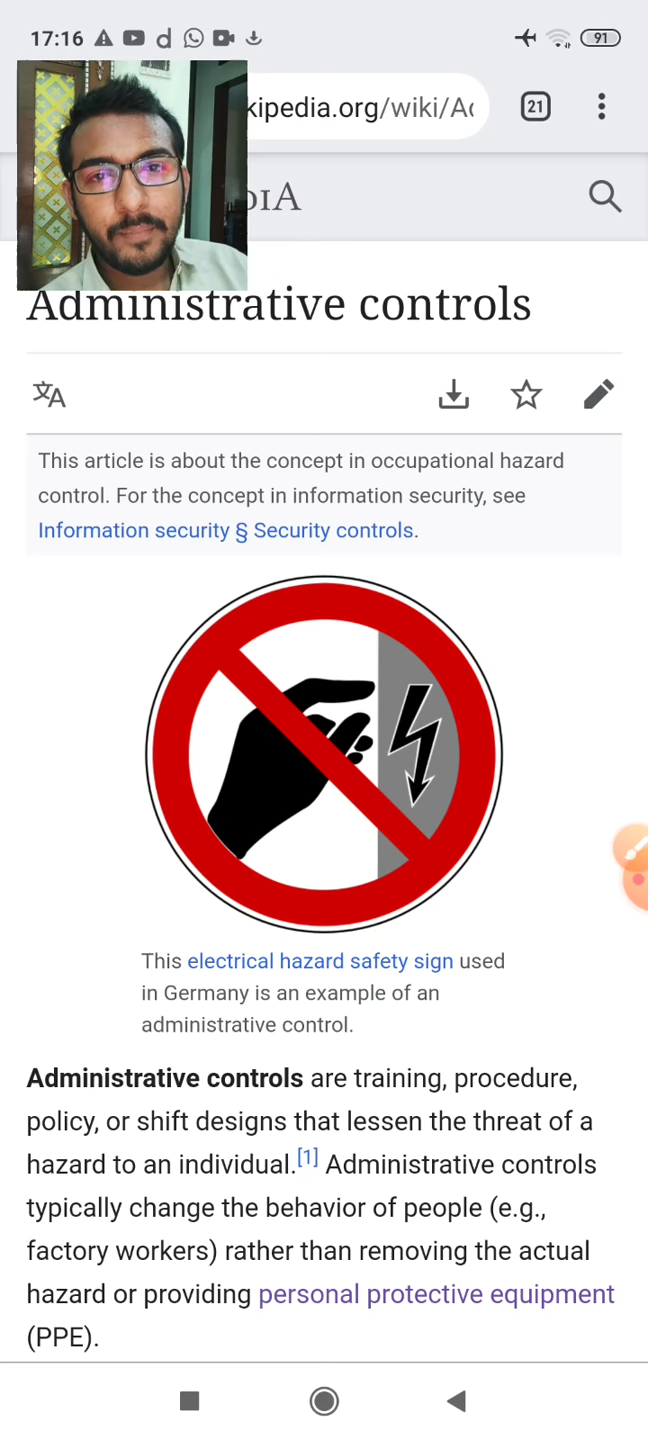 17:16
91
kipedia.org/wiki/Ac
21
DIA
Administrative controls
文A
This article is about the concept in occupational hazard
control. For the concept in information security, see
Information security § Security controls.
This electrical hazard safety sign used
in Germany is an example of an
administrative control.
Administrative controls are training, procedure,
policy, or shift designs that lessen the threat of a
hazard to an individual.[1] Administrative controls
typically change the behavior of people (e.g.,
factory workers) rather than removing the actual
hazard or providing personal protective equipment
(PPE).